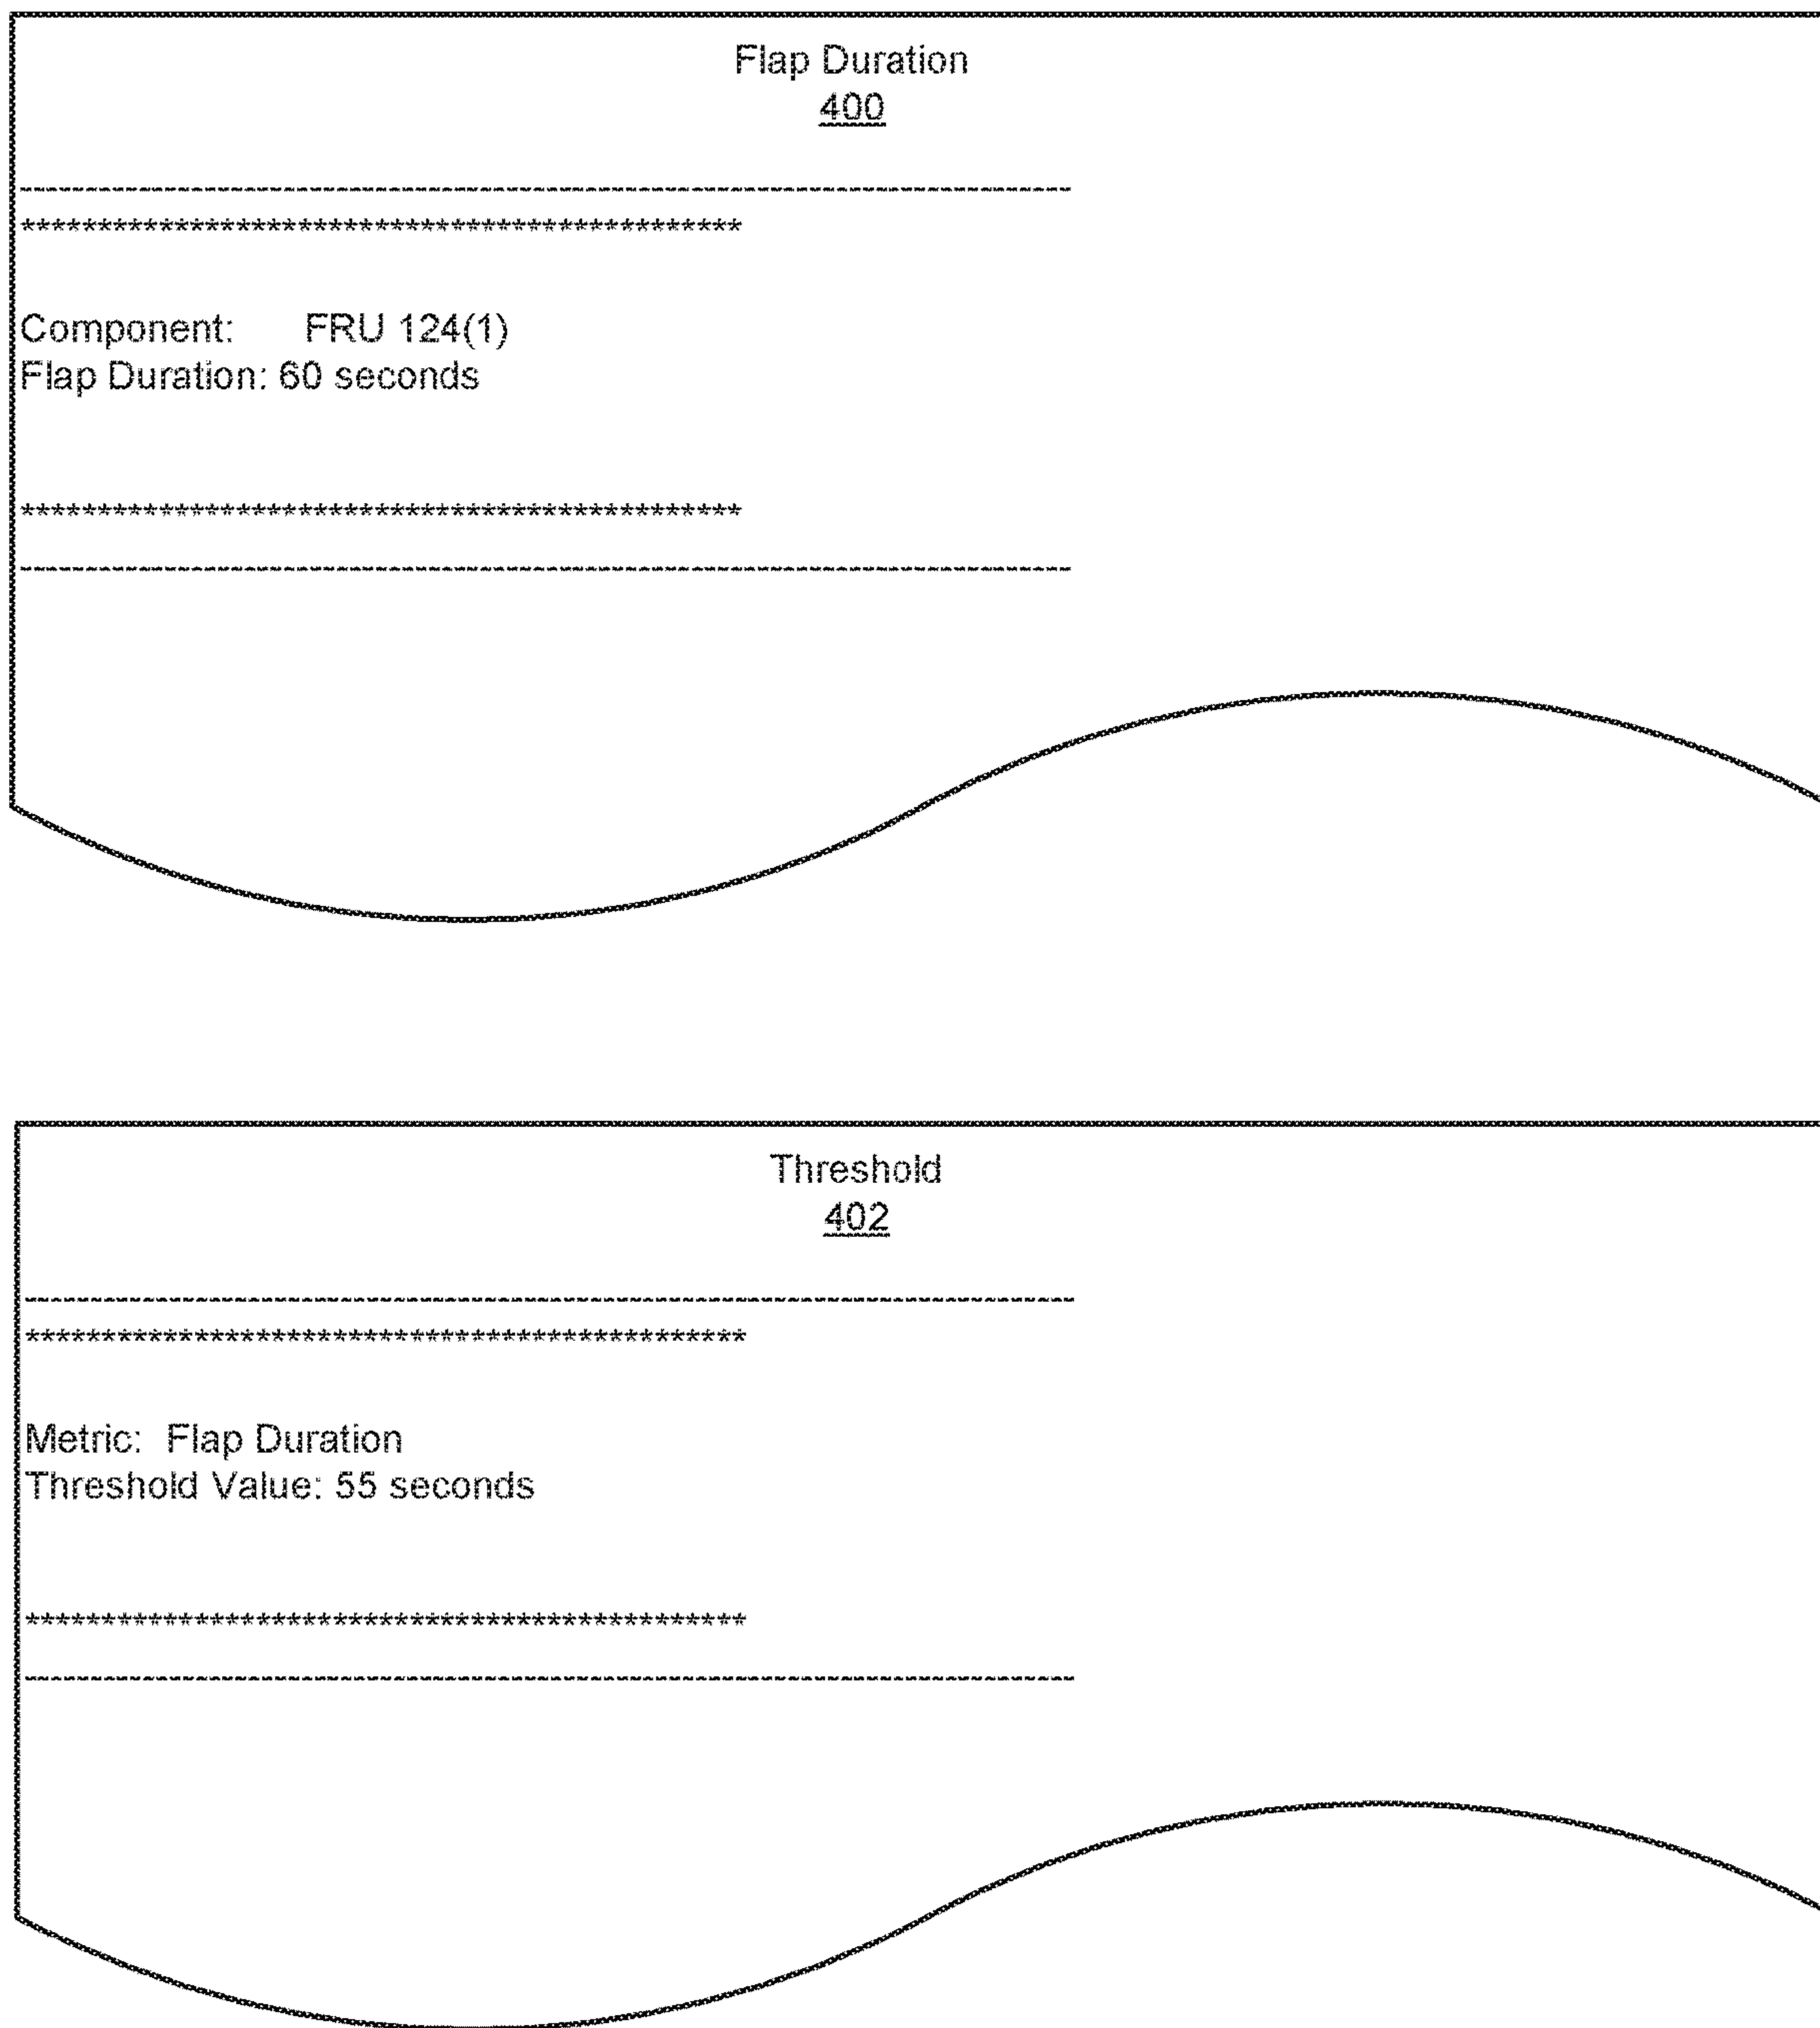 Flap Duration
400
--------------------------------------------------------------------------------
***********************************************
Component: FRU 124(1)
Flap Duration: 60 seconds
***********************************************
--------------------------------------------------------------------------------
Threshold
402
--------------------------------------------------------------------------------
***********************************************
Metric: Flap Duration
Threshold Value: 55 seconds
***********************************************
--------------------------------------------------------------------------------